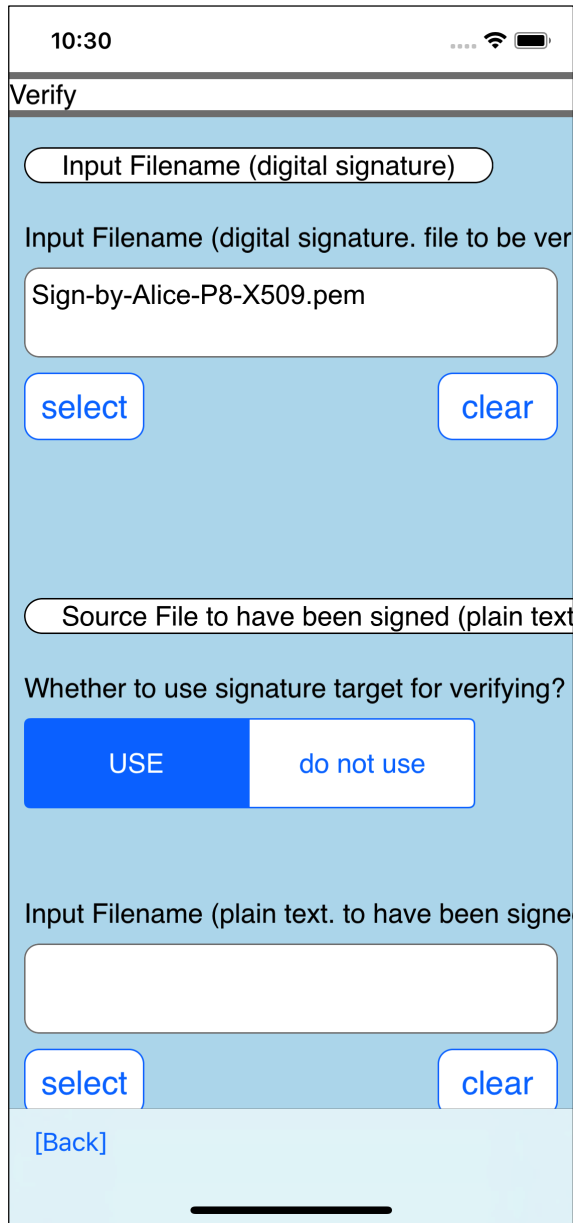 10:30
Verify
Input Filename (digital signature)
Input Filename (digital signature. file to be ver
Sign-by-Alice-P8-X509.pem
select clear
Source File to have been signed (plain text
Whether to use signature target for verifying?
USE do not use
Input Filename (plain text. to have been signe
select clear
[Back]